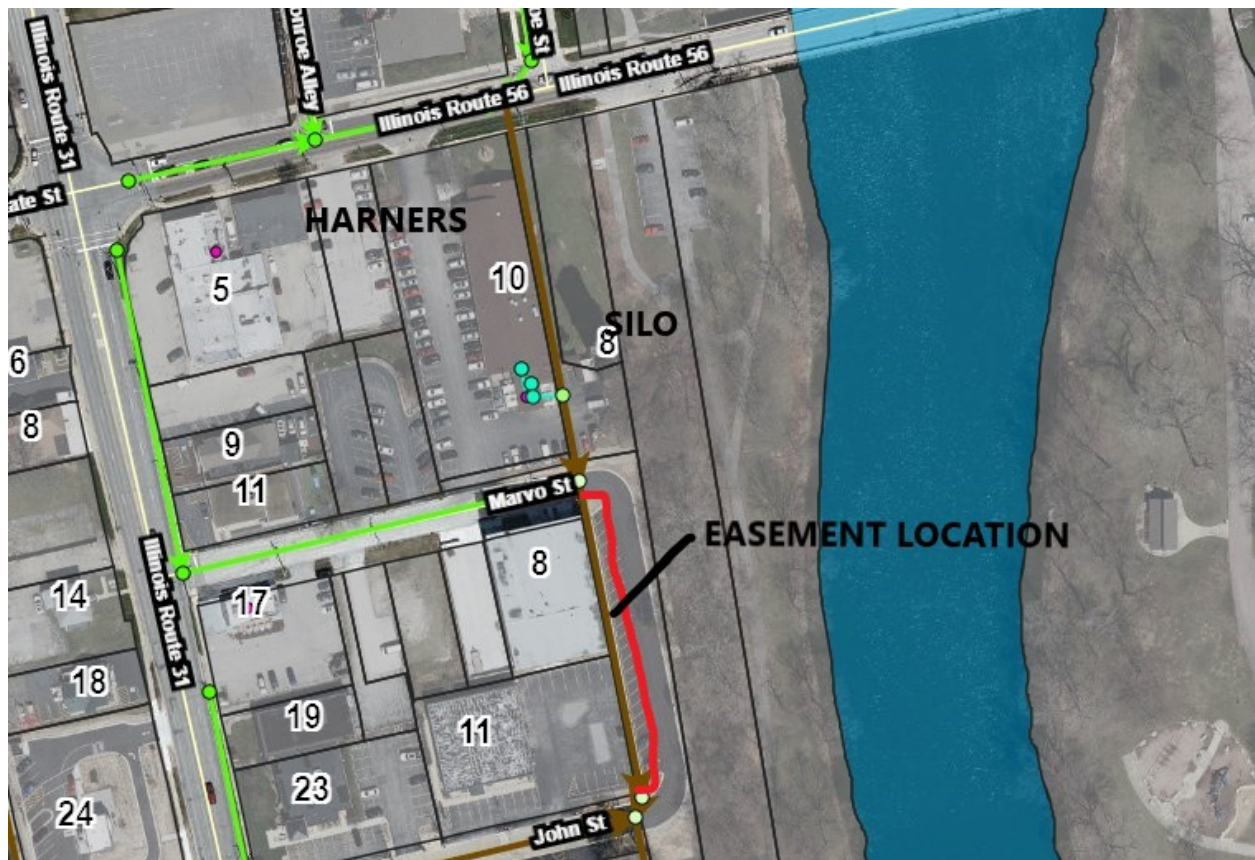 Illinois Route 31
onroe Alley
oe St
Illinois Route 56
Illinois Route 56
ate St
HARNERS
5
10
SILO
8
6
8
9
11
Marvo St
EASEMENT LOCATION
8
Illinois Route 31
14
17
18
19
11
23
24
John St